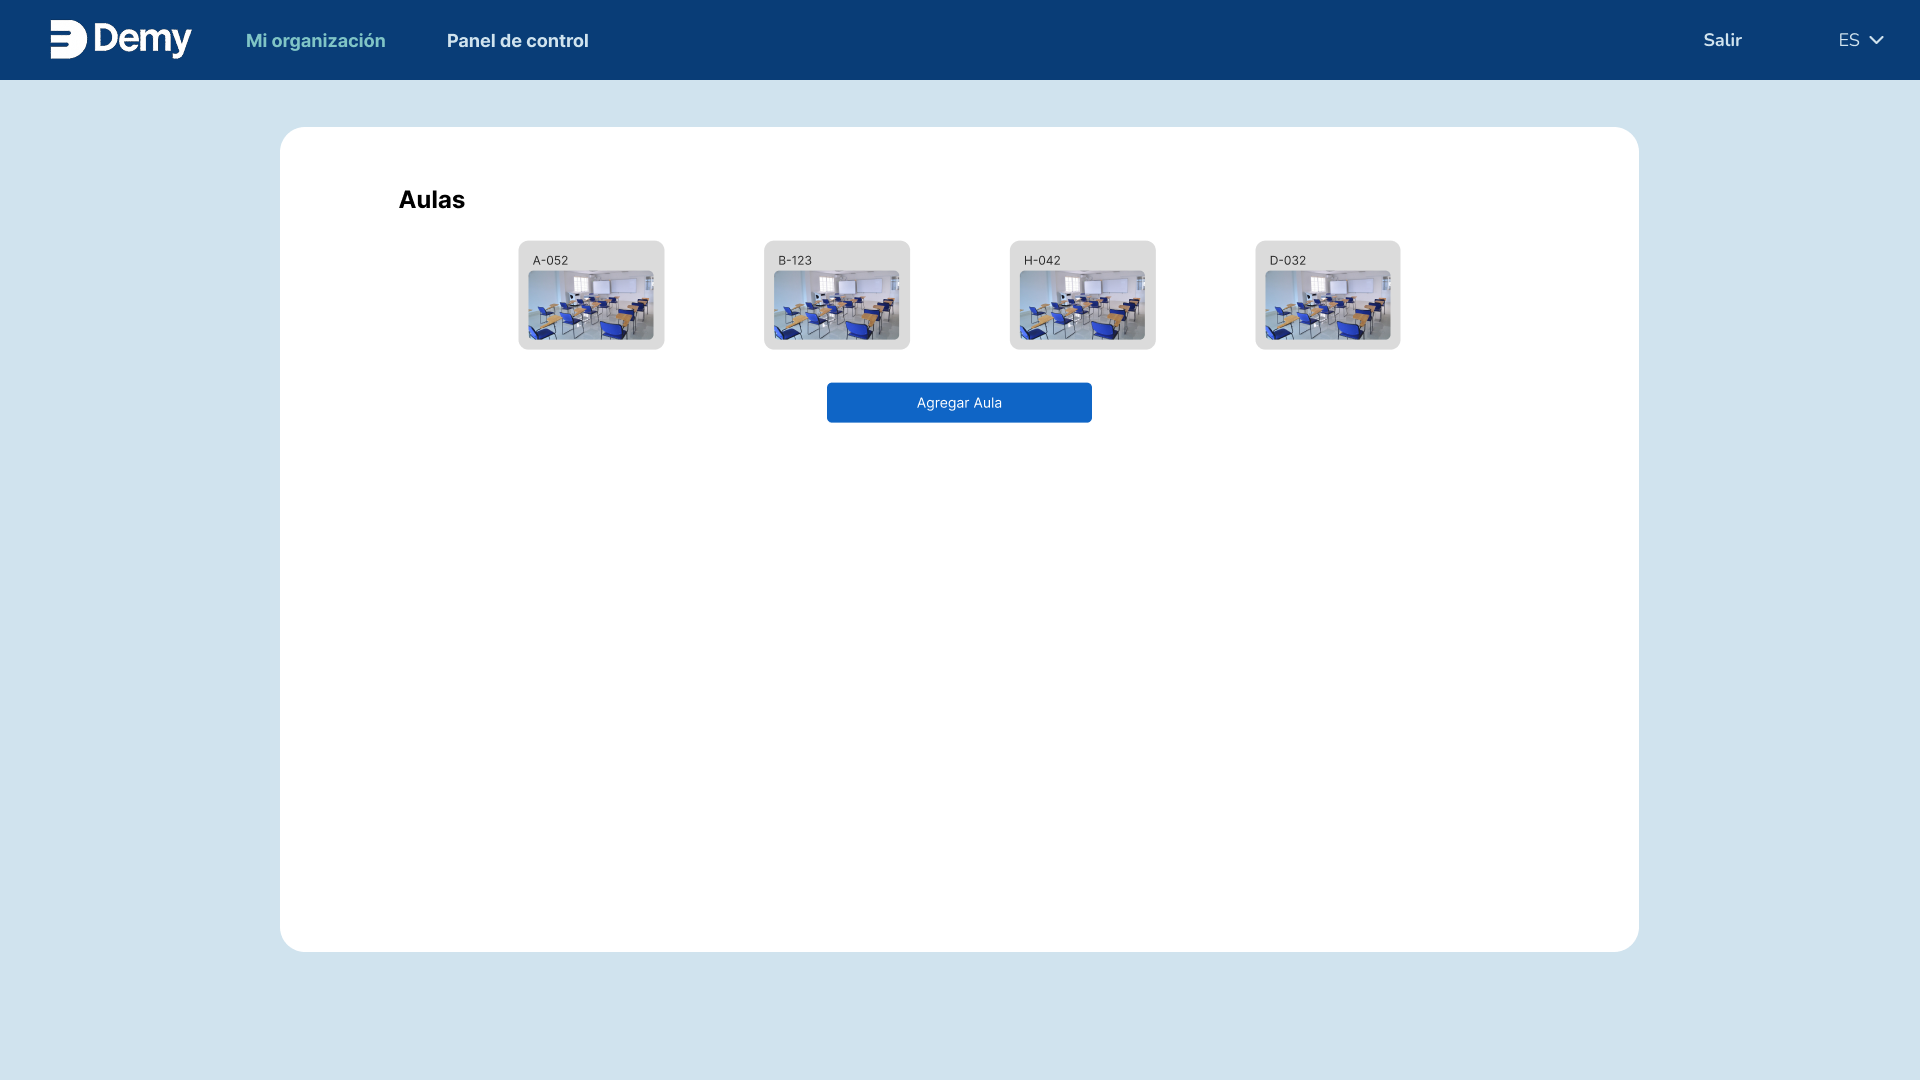 Demy
Mi organización
Panel de control
Salir
ES
Aulas
A-052
B-123
H-042
D-032
Agregar Aula